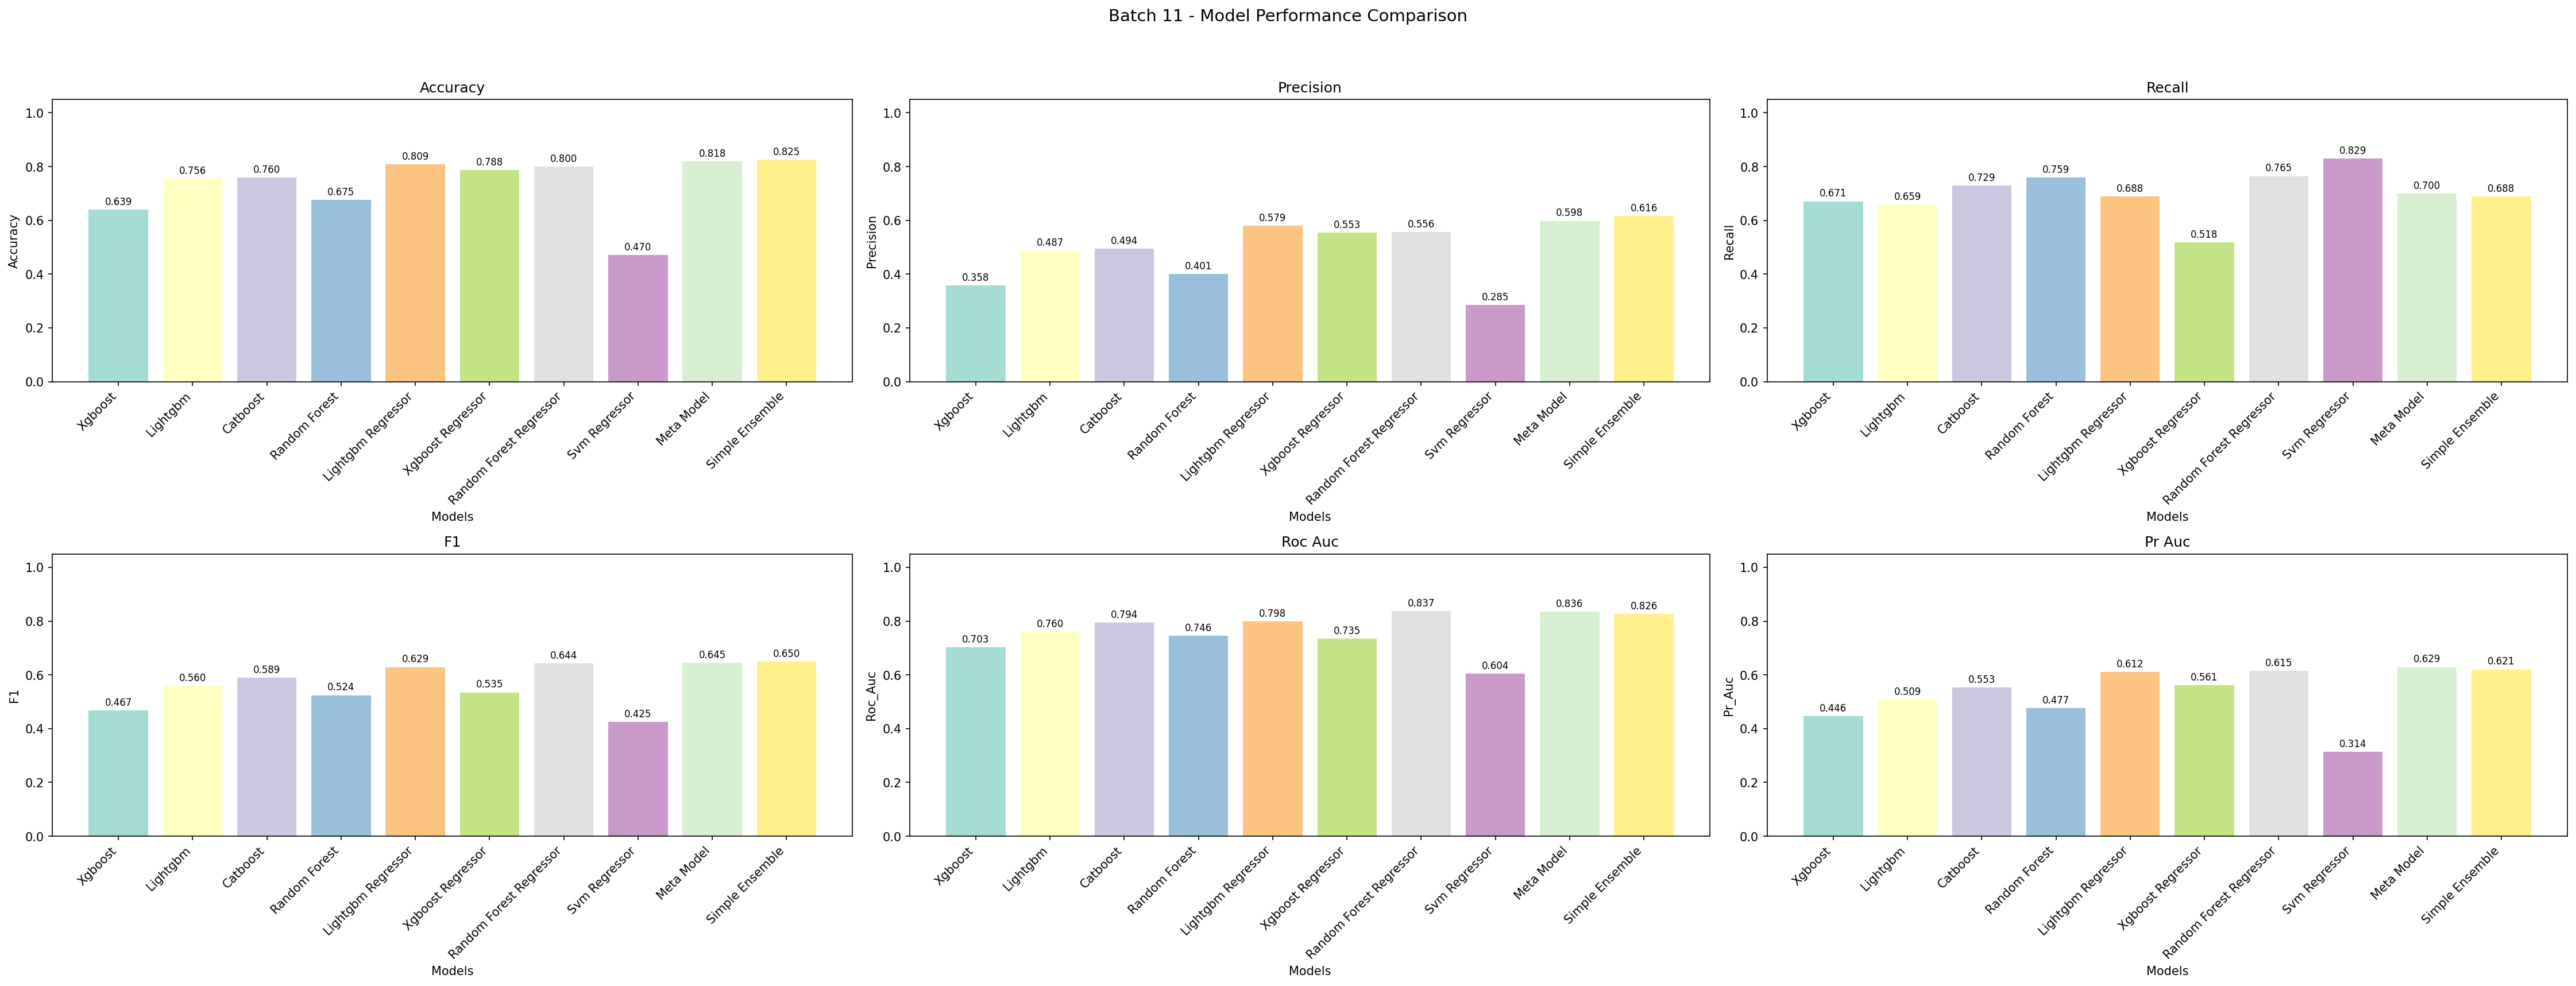 Batch 11 - Model Performance Comparison
Accuracy
Accuracy
1.0
0.8
0.6
0.4
0.2
0.0
0.639
0.756
0.760
0.675
0.809
0.788
0.800
0.470
0.818
0.825
Xgboost
Lightgbm
Catboost
Random Forest
Lightgbm Regressor
Xgboost Regressor
Random Forest Regressor
Svm Regressor
Meta Model
Simple Ensemble
Models
Precision
Precision
1.0
0.8
0.6
0.4
0.2
0.0
0.358
0.487
0.494
0.401
0.579
0.553
0.556
0.285
0.598
0.616
Xgboost
Lightgbm
Catboost
Random Forest
Lightgbm Regressor
Xgboost Regressor
Random Forest Regressor
Svm Regressor
Meta Model
Simple Ensemble
Models
Recall
Recall
1.0
0.8
0.6
0.4
0.2
0.0
0.671
0.659
0.729
0.759
0.688
0.518
0.765
0.829
0.700
0.688
Xgboost
Lightgbm
Catboost
Random Forest
Lightgbm Regressor
Xgboost Regressor
Random Forest Regressor
Svm Regressor
Meta Model
Simple Ensemble
Models
F1
F1
1.0
0.8
0.6
0.4
0.2
0.0
0.467
0.560
0.589
0.524
0.629
0.535
0.644
0.425
0.645
0.650
Xgboost
Lightgbm
Catboost
Random Forest
Lightgbm Regressor
Xgboost Regressor
Random Forest Regressor
Svm Regressor
Meta Model
Simple Ensemble
Models
Roc Auc
Roc_Auc
1.0
0.8
0.6
0.4
0.2
0.0
0.703
0.760
0.794
0.746
0.798
0.735
0.837
0.604
0.836
0.826
Xgboost
Lightgbm
Catboost
Random Forest
Lightgbm Regressor
Xgboost Regressor
Random Forest Regressor
Svm Regressor
Meta Model
Simple Ensemble
Models
Pr Auc
Pr_Auc
1.0
0.8
0.6
0.4
0.2
0.0
0.446
0.509
0.553
0.477
0.612
0.561
0.615
0.314
0.629
0.621
Xgboost
Lightgbm
Catboost
Random Forest
Lightgbm Regressor
Xgboost Regressor
Random Forest Regressor
Svm Regressor
Meta Model
Simple Ensemble
Models